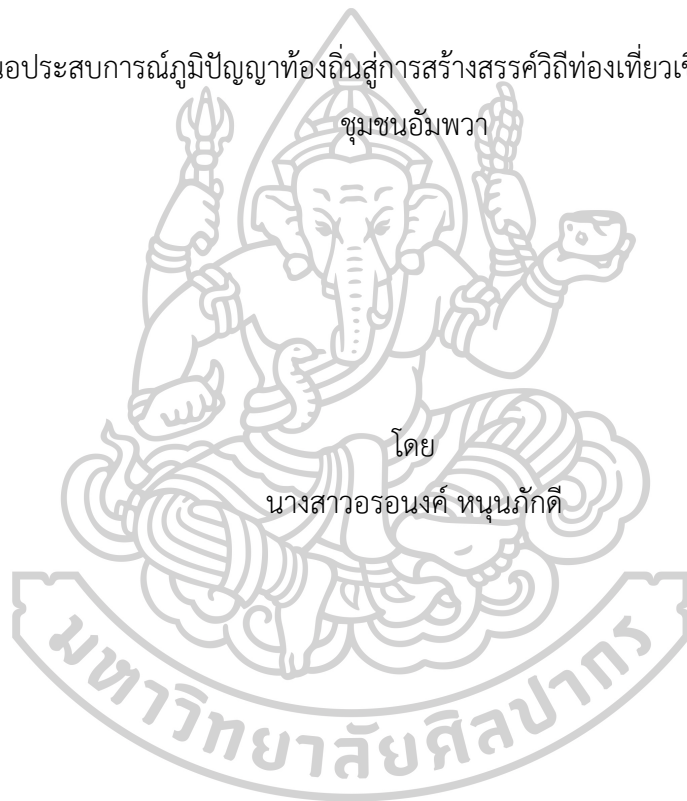 นอประสบการณ์ภูมิปัญญาท้องถิ่นสู่การสร้างสรรค์วิถีท่องเที่ยวเชิ
ชุมชนอัมพวา
โดย
นางสาวอรอนงค์ หนุนภักดี
มหาวิทยาลัยศิลปากร